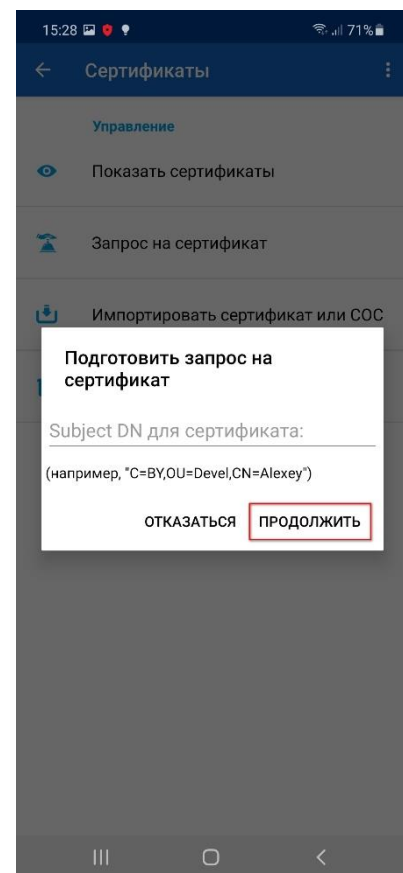 15:28
71%
Сертификаты
Управление
Показать сертификаты
Запрос на сертификат
Импортировать сертификат или СОС
Подготовить запрос на
сертификат
Subject DN для сертификата:
(например, "C=BY,OU=Devel,CN=Alexey")
ОТКАЗАТЬСЯ ПРОДОЛЖИТЬ